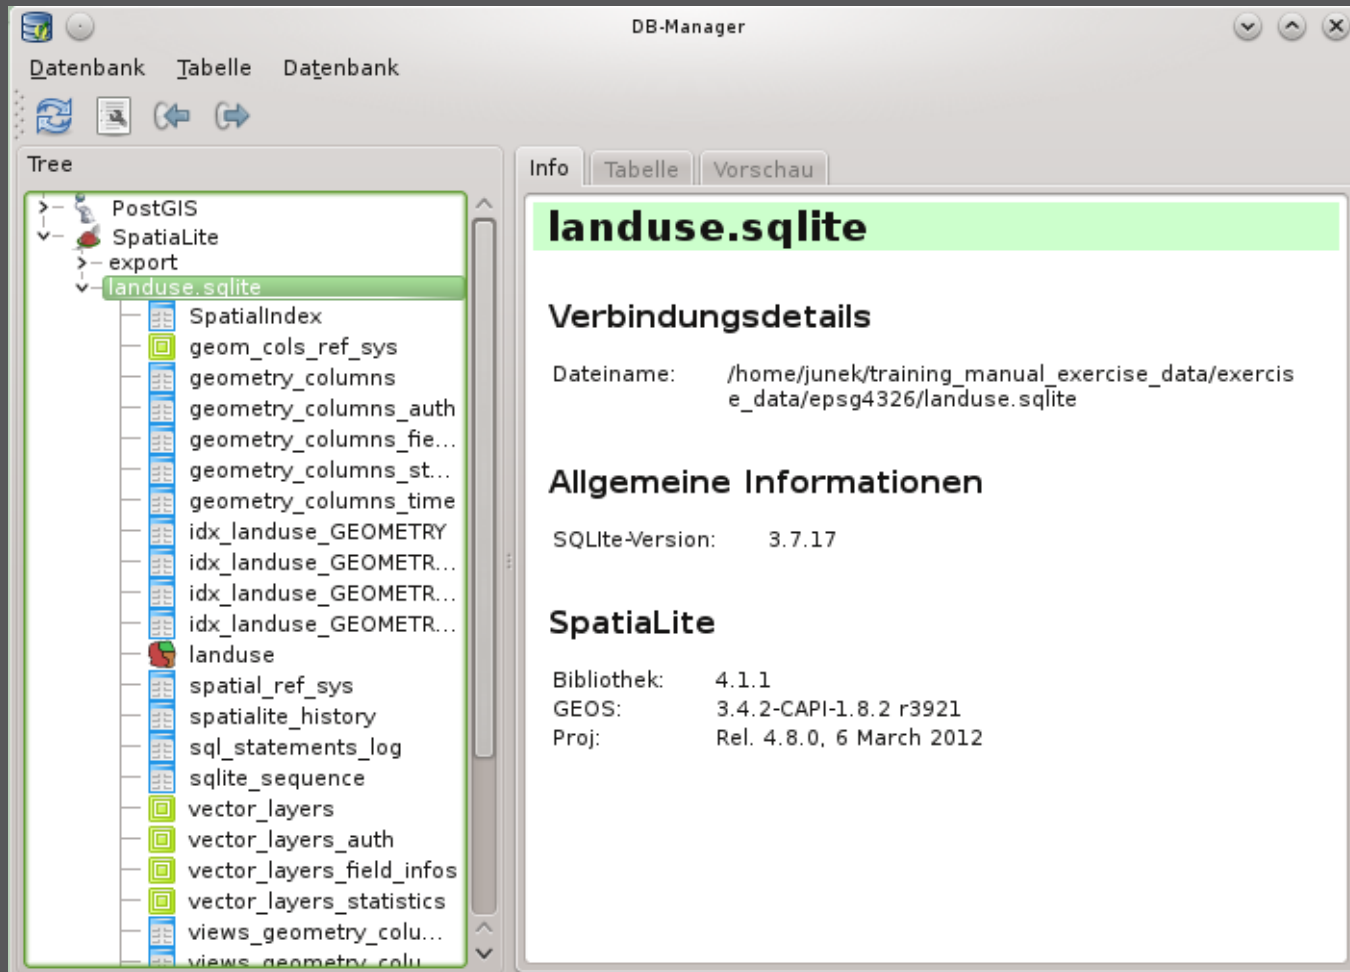 DB-Manager
Datenbank Tabelle Datenbank
Tree
PostGIS
SpatiaLite
export
landuse.sqlite
SpatialIndex
geom_cols_ref_sys
geometry_columns
geometry_columns_auth
geometry_columns_fie...
geometry_columns_st...
geometry_columns_time
idx_landuse_GEOMETRY
idx_landuse_GEOMETR...
idx_landuse_GEOMETR...
idx_landuse_GEOMETR...
landuse
spatial_ref_sys
spatialite_history
sql_statements_log
sqlite_sequence
vector_layers
vector_layers_auth
vector_layers_field_infos
vector_layers_statistics
views_geometry_colu...
views_geometry_colu
Info Tabelle Vorschau
landuse.sqlite
Verbindungsdetails
Dateiname: /home/junek/training_manual_exercise_data/exercis
e_data/epsg4326/landuse.sqlite
Allgemeine Informationen
SQLIte-Version: 3.7.17
SpatiaLite
Bibliothek: 4.1.1
GEOS: 3.4.2-CAPI-1.8.2 r3921
Proj: Rel. 4.8.0, 6 March 2012